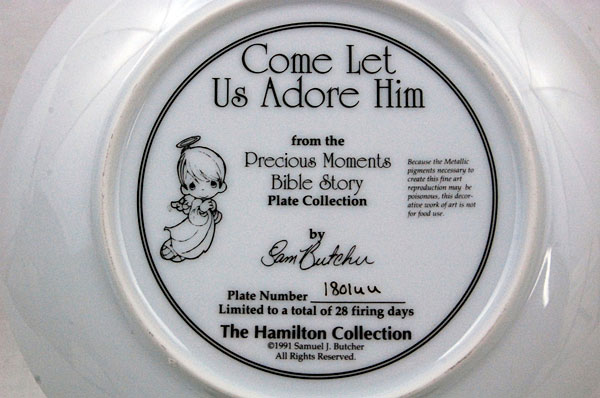 Come Let
Us Adore Him
from the
Precious Moments
Bible Story
Plate Collection
Because the Metallic
pigments necessary to
create this fine art
reproduction may be
poisonous, this decor-
ative work of art is not
for food use.
by
Sam Butcher
Plate Number 1801uu
Limited to a total of 28 firing days
The Hamilton Collection
©1991 Samuel J. Butcher
All Rights Reserved.